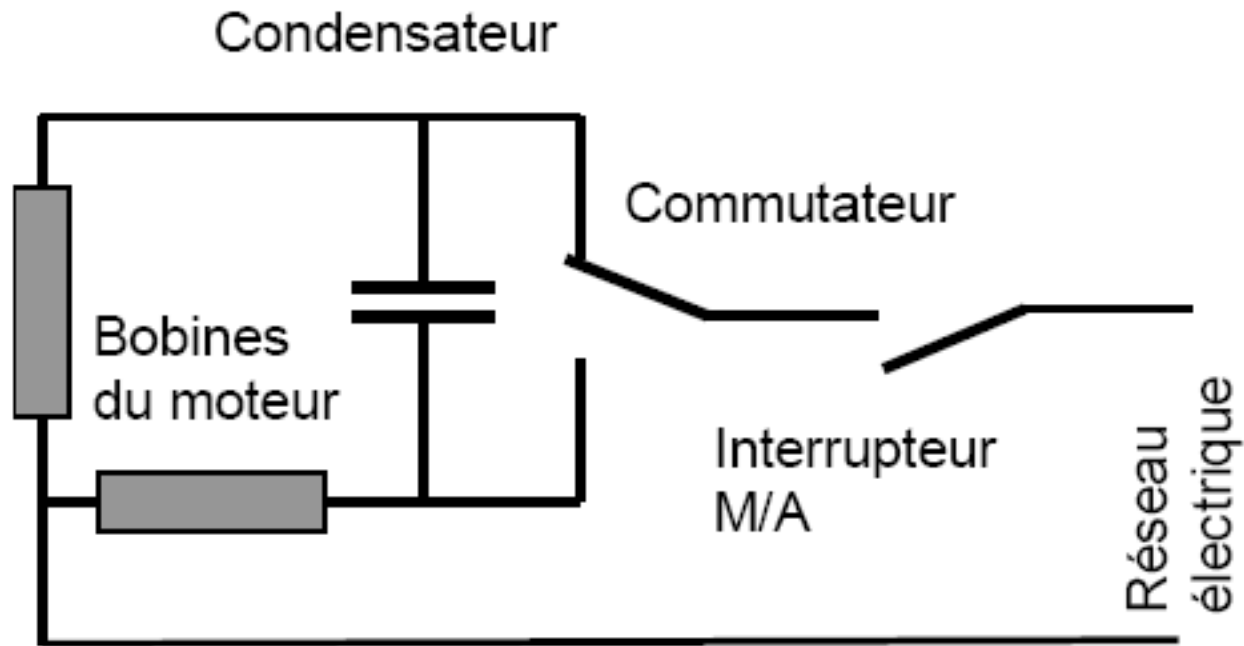 Condensateur
Commutateur
Bobines
du moteur
Interrupteur
M/A
Réseau
électrique